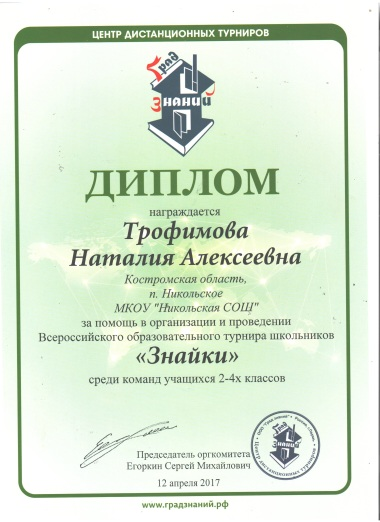 ЦЕНТР ДИСТАНЦИОННЫХ ТУРНИРОВ
Град
Знаний
ДИПЛОМ
награждается
Трофимова
Наталия Алексеевна
Костромская область,
п. Никольское
МКОУ "Никольская СОШ"
за помощь в организации и проведении
Всероссийского образовательного турнира школьников
«Знайки»
среди команд учащихся 2-4х классов
Председатель оргкомитета
Егоркин Сергей Михайлович
12 апреля 2017
www.градзнаний.рф